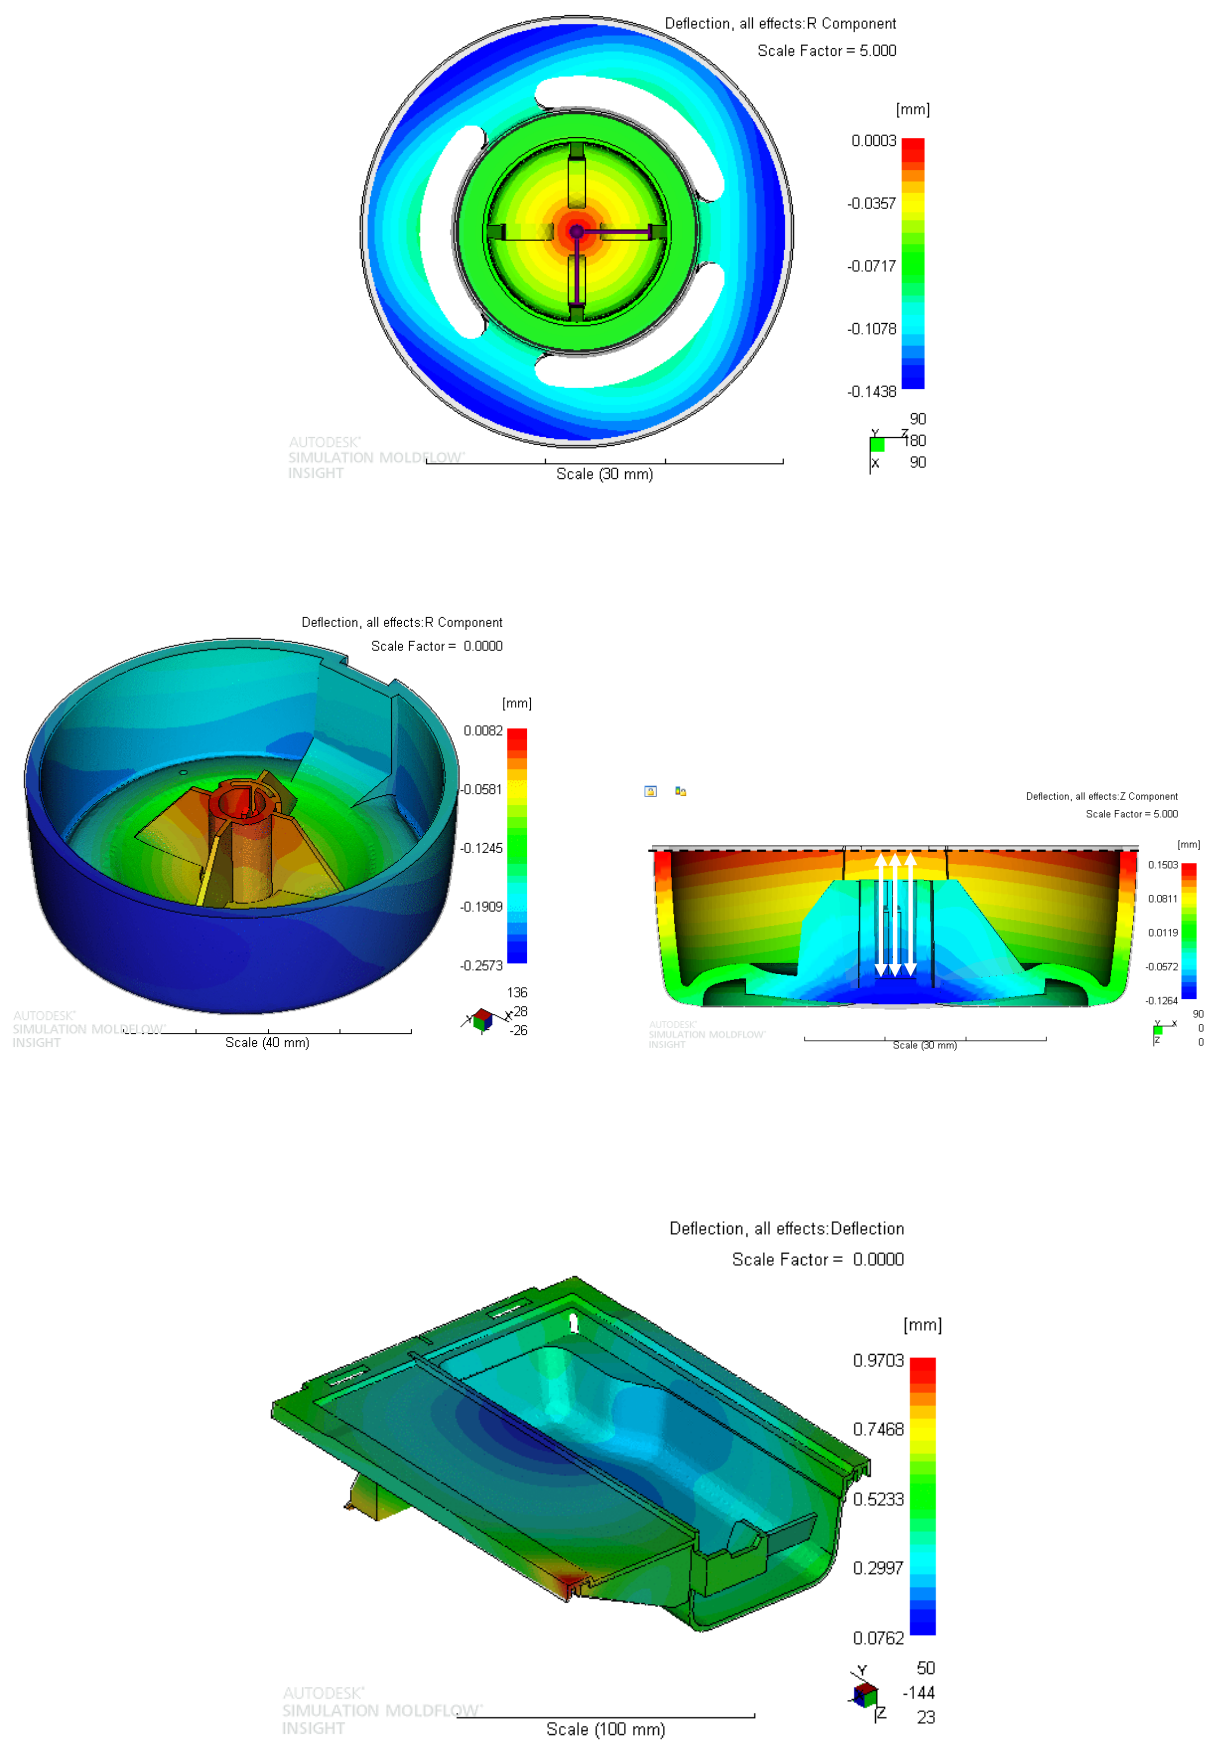 Deflection, all effects:R Component
Scale Factor = 5.000
[mm]
0.0003
-0.0357
-0.0717
-0.1078
-0.1438
90
Y Z 180
X 90
AUTODESK®
SIMULATION MOLDFLOW®
INSIGHT
Scale (30 mm)
Deflection, all effects:R Component
Scale Factor = 0.0000
[mm]
0.0082
-0.0581
-0.1245
-0.1909
-0.2573
136
Y X -28
-26
AUTODESK®
SIMULATION MOLDFLOW®
INSIGHT
Scale (40 mm)
Deflection, all effects:Z Component
Scale Factor = 5.000
[mm]
0.1503
0.0811
0.0119
-0.0572
-0.1264
90
Y X 0
Z 0
AUTODESK®
SIMULATION MOLDFLOW®
INSIGHT
Scale (30 mm)
Deflection, all effects:Deflection
Scale Factor = 0.0000
[mm]
0.9703
0.7468
0.5233
0.2997
0.0762
Y 50
-144
Z 23
AUTODESK®
SIMULATION MOLDFLOW®
INSIGHT
Scale (100 mm)